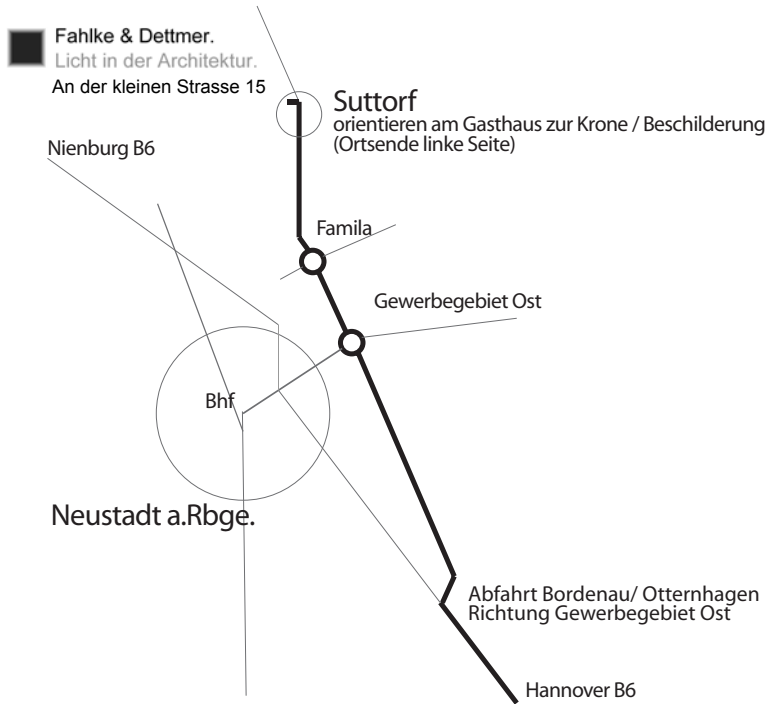 Fahlke & Dettmer.
Licht in der Architektur.
An der kleinen Strasse 15
Suttorf
orientieren am Gasthaus zur Krone / Beschilderung
(Ortsende linke Seite)
Nienburg B6
Famila
Gewerbegebiet Ost
Bhf
Neustadt a.Rbge.
Abfahrt Bordenau/ Otternhagen
Richtung Gewerbegebiet Ost
Hannover B6